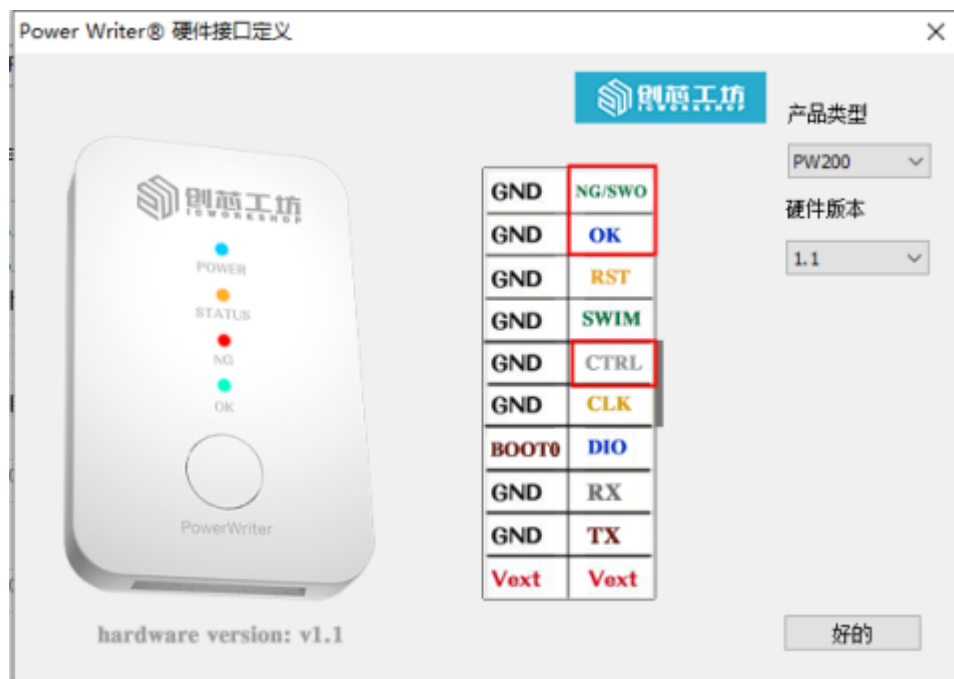 Power Writer® 硬件接口定义
创芯工坊
ICWORKSHOP
产品类型
PW200
硬件版本
1.1
创芯工坊
ICWORKSHOP
POWER
STATUS
NG
OK
PowerWriter
hardware version: v1.1
GND NG/SWO
GND OK
GND RST
GND SWIM
GND CTRL
GND CLK
BOOT0 DIO
GND RX
GND TX
Vext Vext
好的